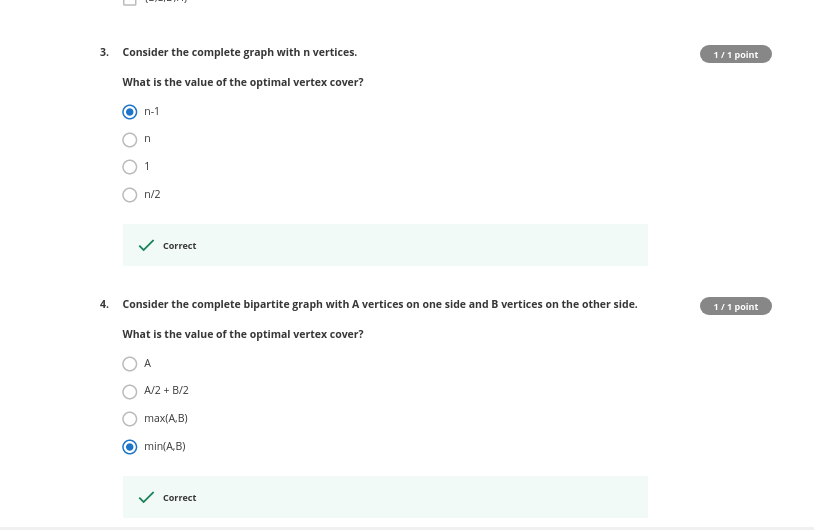 3. Consider the complete graph with n vertices.
1 / 1 point
What is the value of the optimal vertex cover?
n-1
n
1
n/2
Correct
4. Consider the complete bipartite graph with A vertices on one side and B vertices on the other side.
1 / 1 point
What is the value of the optimal vertex cover?
A
A/2 + B/2
max(A,B)
min(A,B)
Correct